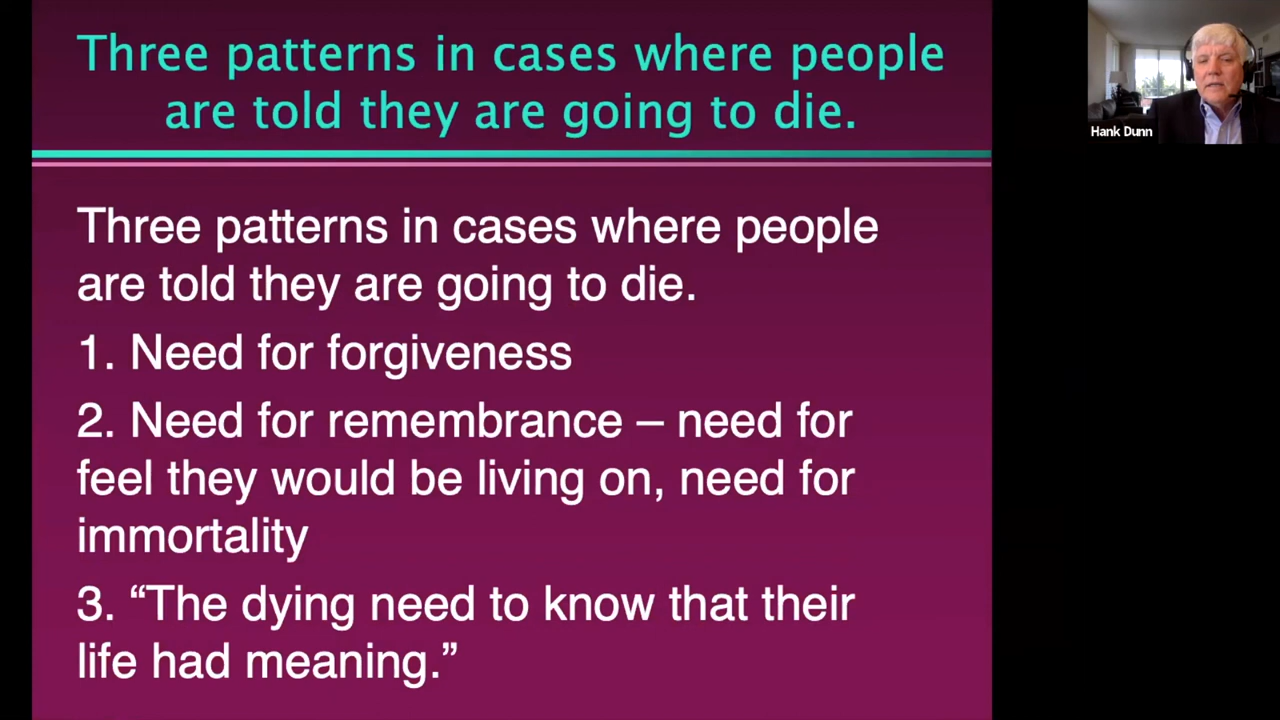 Three patterns in cases where people
are told they are going to die.
Three patterns in cases where people
are told they are going to die.
1. Need for forgiveness
2. Need for remembrance – need for
feel they would be living on, need for
immortality
3. “The dying need to know that their
life had meaning.”
Hank Dunn